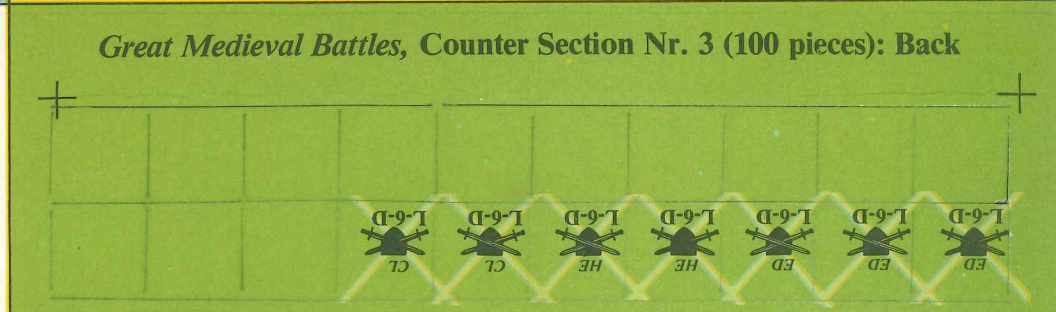 Great Medieval Battles, Counter Section Nr. 3 (100 pieces): Back
L-6-D L-6-D L-6-D L-6-D L-6-D L-6-D L-6-D
CL CL HE HE ED ED ED